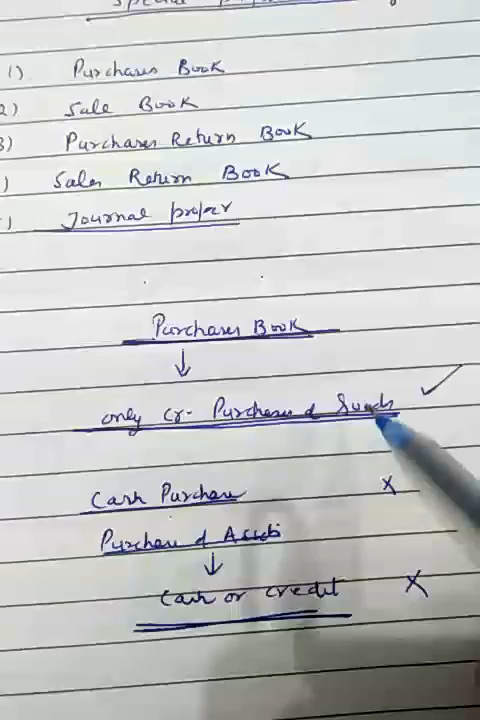 Special
1) Purchases Book
2) Sale Book
3) Purchases Return Book
) Sales Return Book
) Journal proper
Purchases Book
↓
only Cr. Purchase of Goods ✓
Cash Purchase X
Purchase of Assets
↓
Cash or credit X